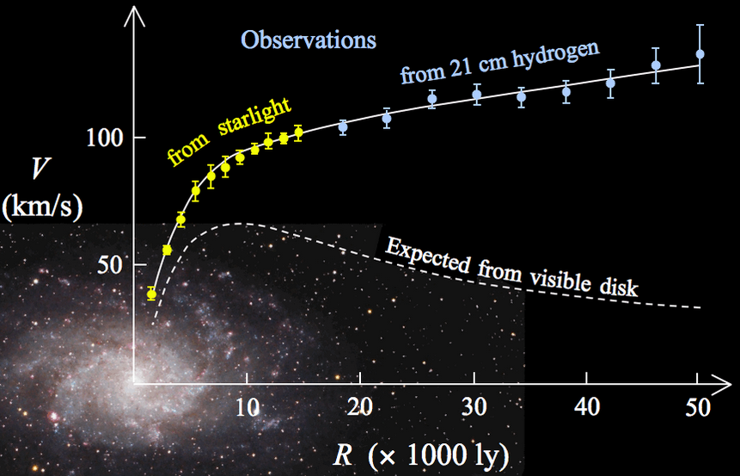 Observations
from 21 cm hydrogen
from starlight
100
V
(km/s)
50
Expected from visible disk
10
20
30
40
50
R (× 1000 ly)